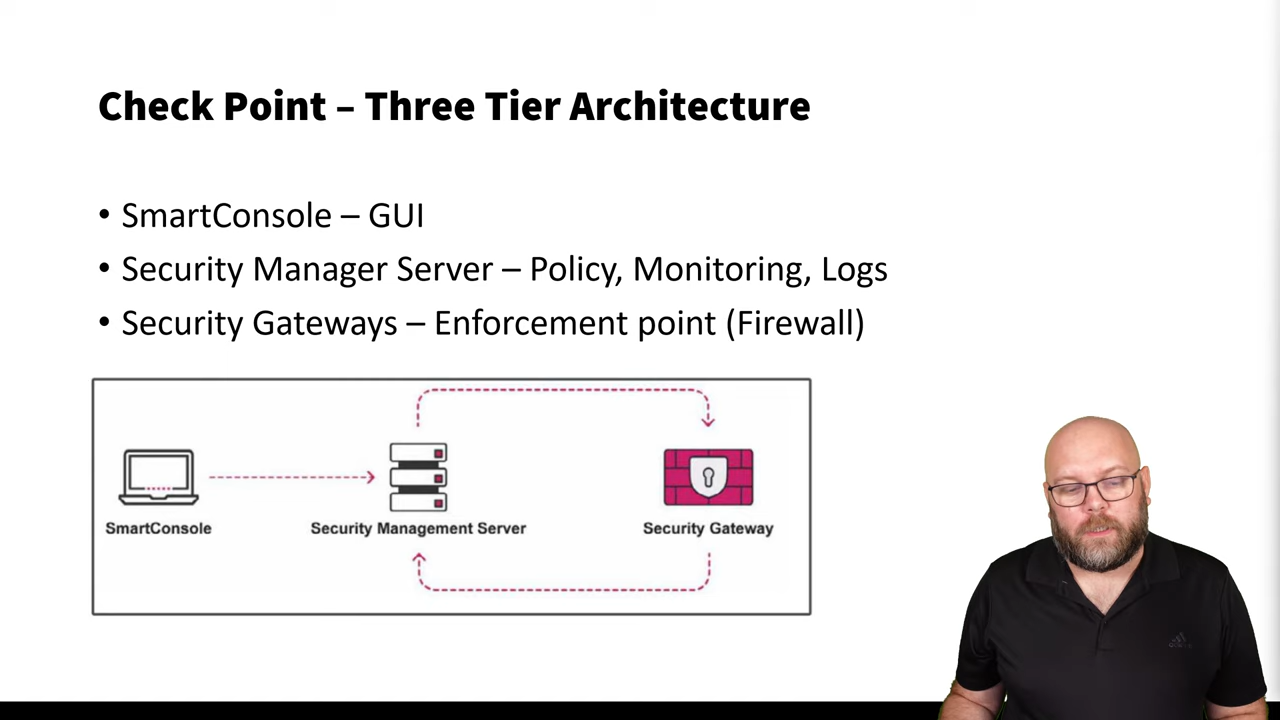 Check Point – Three Tier Architecture
• SmartConsole – GUI
• Security Manager Server – Policy, Monitoring, Logs
• Security Gateways – Enforcement point (Firewall)
SmartConsole
Security Management Server
Security Gateway